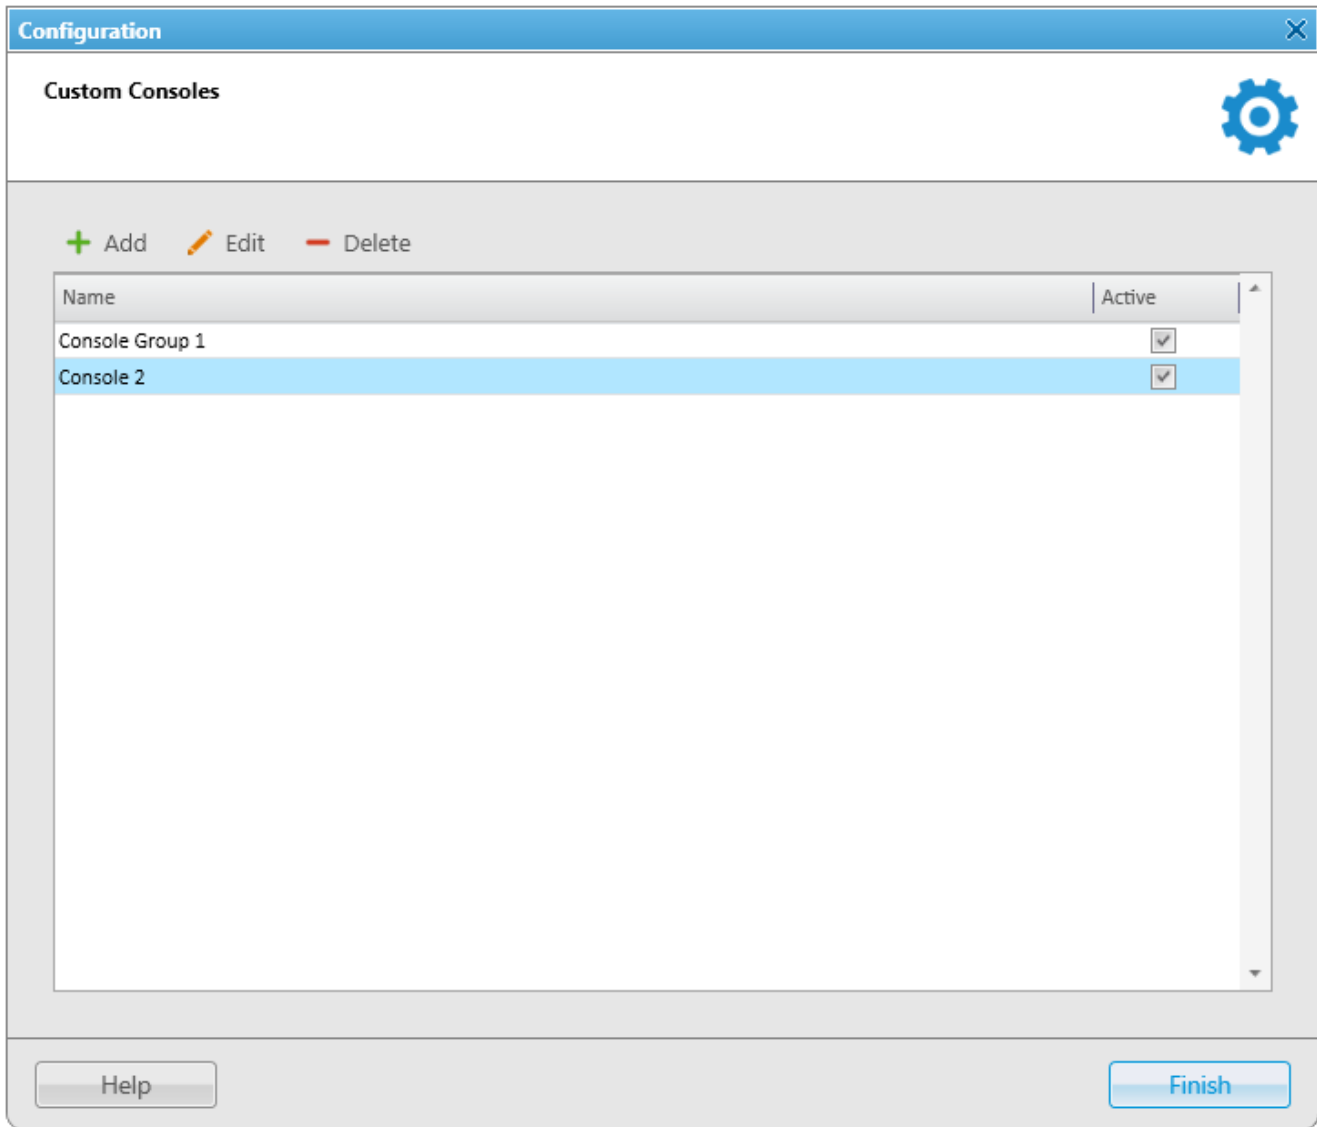 Configuration
Custom Consoles
Add Edit Delete
Name Active
Console Group 1
Console 2
Help Finish